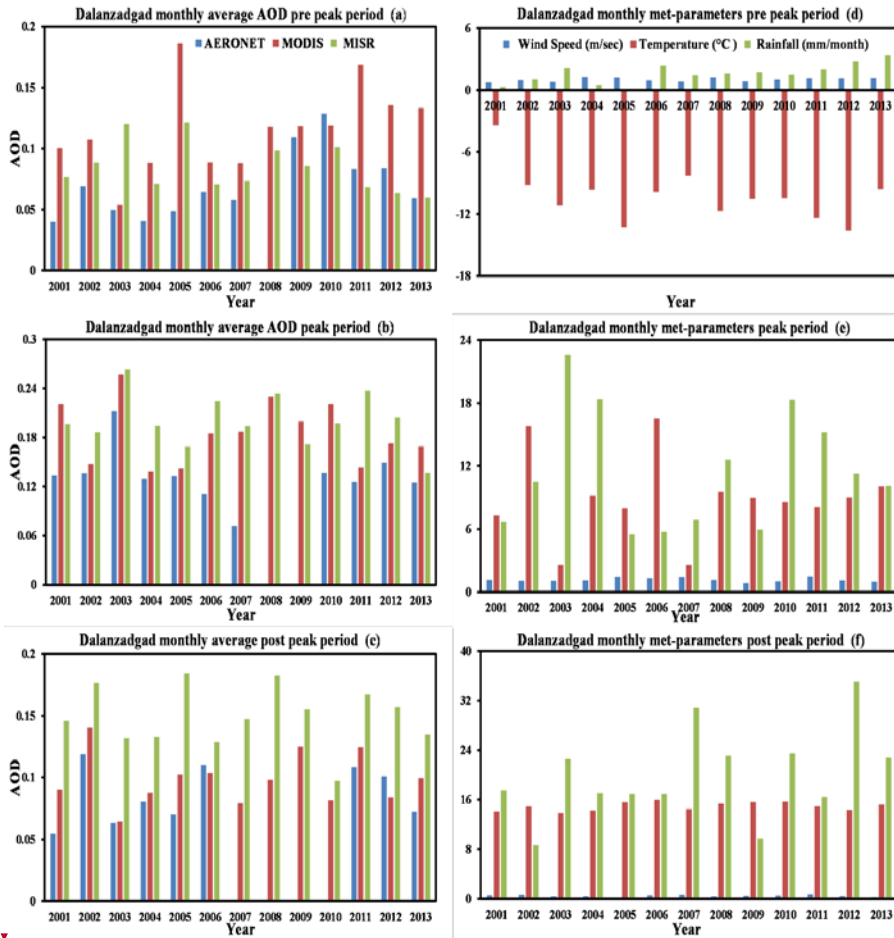 Dalanzadgad monthly average AOD pre peak period (a)
AERONET MODIS MISR
0.2
0.15
0.1
0.05
0
AOD
2001 2002 2003 2004 2005 2006 2007 2008 2009 2010 2011 2012 2013
Year
Dalanzadgad monthly met-parameters pre peak period (d)
Wind Speed (m/sec) Temperature (°C) Rainfall (mm/month)
6
0
-6
-12
-18
2001 2002 2003 2004 2005 2006 2007 2008 2009 2010 2011 2012 2013
Year
Dalanzadgad monthly average AOD peak period (b)
0.3
0.24
0.18
0.12
0.06
0
AOD
2001 2002 2003 2004 2005 2006 2007 2008 2009 2010 2011 2012 2013
Year
Dalanzadgad monthly met-parameters peak period (e)
24
18
12
6
0
2001 2002 2003 2004 2005 2006 2007 2008 2009 2010 2011 2012 2013
Year
Dalanzadgad monthly average post peak period (c)
0.2
0.15
0.1
0.05
0
AOD
2001 2002 2003 2004 2005 2006 2007 2008 2009 2010 2011 2012 2013
Year
Dalanzadgad monthly met-parameters post peak period (f)
40
32
24
16
8
0
2001 2002 2003 2004 2005 2006 2007 2008 2009 2010 2011 2012 2013
Year